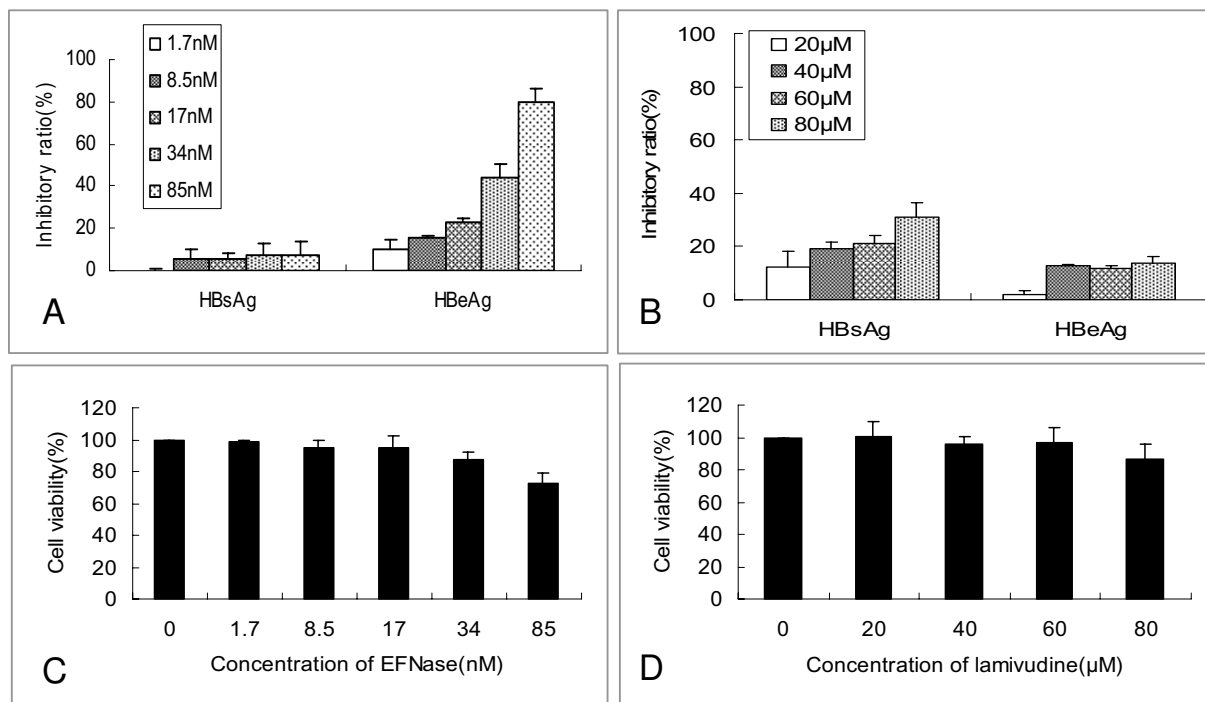 1.7nM
8.5nM
17nM
34nM
85nM
100
80
60
40
20
0
Inhibitory ratio(%)
HBsAg
HBeAg
A
20µM
40µM
60µM
80µM
100
80
60
40
20
0
Inhibitory ratio(%)
HBsAg
HBeAg
B
120
100
80
60
40
20
0
Cell viability(%)
0 1.7 8.5 17 34 85
Concentration of EFNase(nM)
C
120
100
80
60
40
20
0
Cell viability(%)
0 20 40 60 80
Concentration of lamivudine(µM)
D